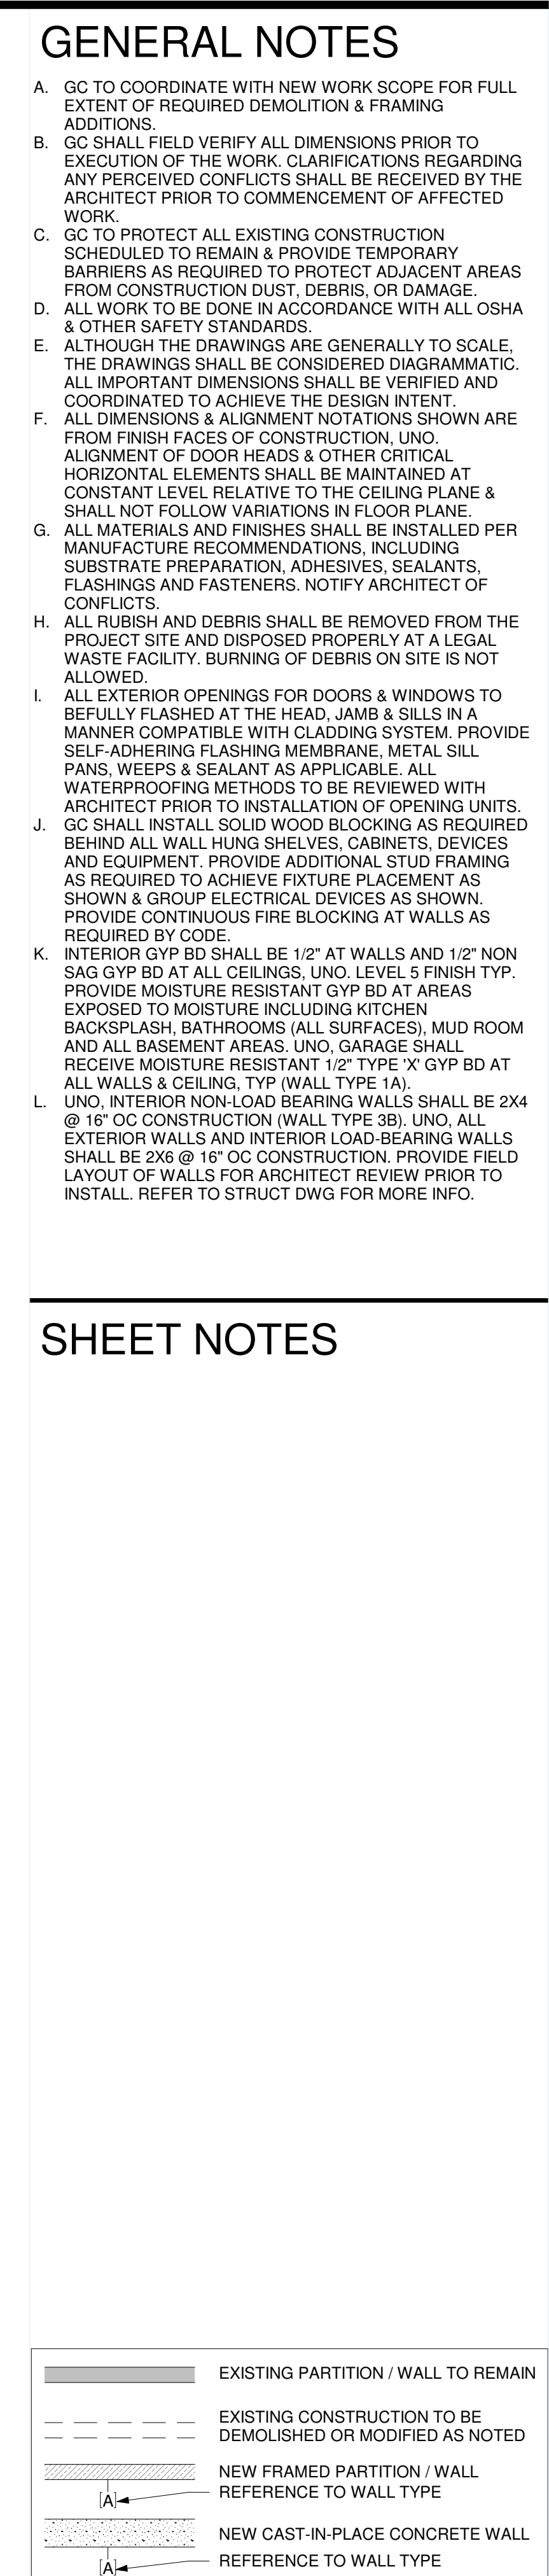 GENERAL NOTES
A. GC TO COORDINATE WITH NEW WORK SCOPE FOR FULL
EXTENT OF REQUIRED DEMOLITION & FRAMING
ADDITIONS.
B. GC SHALL FIELD VERIFY ALL DIMENSIONS PRIOR TO
EXECUTION OF THE WORK. CLARIFICATIONS REGARDING
ANY PERCEIVED CONFLICTS SHALL BE RECEIVED BY THE
ARCHITECT PRIOR TO COMMENCEMENT OF AFFECTED
WORK.
C. GC TO PROTECT ALL EXISTING CONSTRUCTION
SCHEDULED TO REMAIN & PROVIDE TEMPORARY
BARRIERS AS REQUIRED TO PROTECT ADJACENT AREAS
FROM CONSTRUCTION DUST, DEBRIS, OR DAMAGE.
D. ALL WORK TO BE DONE IN ACCORDANCE WITH ALL OSHA
& OTHER SAFETY STANDARDS.
E. ALTHOUGH THE DRAWINGS ARE GENERALLY TO SCALE,
THE DRAWINGS SHALL BE CONSIDERED DIAGRAMMATIC.
ALL IMPORTANT DIMENSIONS SHALL BE VERIFIED AND
COORDINATED TO ACHIEVE THE DESIGN INTENT.
F. ALL DIMENSIONS & ALIGNMENT NOTATIONS SHOWN ARE
FROM FINISH FACES OF CONSTRUCTION, UNO.
ALIGNMENT OF DOOR HEADS & OTHER CRITICAL
HORIZONTAL ELEMENTS SHALL BE MAINTAINED AT
CONSTANT LEVEL RELATIVE TO THE CEILING PLANE &
SHALL NOT FOLLOW VARIATIONS IN FLOOR PLANE.
G. ALL MATERIALS AND FINISHES SHALL BE INSTALLED PER
MANUFACTURE RECOMMENDATIONS, INCLUDING
SUBSTRATE PREPARATION, ADHESIVES, SEALANTS,
FLASHINGS AND FASTENERS. NOTIFY ARCHITECT OF
CONFLICTS.
H. ALL RUBISH AND DEBRIS SHALL BE REMOVED FROM THE
PROJECT SITE AND DISPOSED PROPERLY AT A LEGAL
WASTE FACILITY. BURNING OF DEBRIS ON SITE IS NOT
ALLOWED.
I. ALL EXTERIOR OPENINGS FOR DOORS & WINDOWS TO
BEFULLY FLASHED AT THE HEAD, JAMB & SILLS IN A
MANNER COMPATIBLE WITH CLADDING SYSTEM. PROVIDE
SELF-ADHERING FLASHING MEMBRANE, METAL SILL
PANS, WEEPS & SEALANT AS APPLICABLE. ALL
WATERPROOFING METHODS TO BE REVIEWED WITH
ARCHITECT PRIOR TO INSTALLATION OF OPENING UNITS.
J. GC SHALL INSTALL SOLID WOOD BLOCKING AS REQUIRED
BEHIND ALL WALL HUNG SHELVES, CABINETS, DEVICES
AND EQUIPMENT. PROVIDE ADDITIONAL STUD FRAMING
AS REQUIRED TO ACHIEVE FIXTURE PLACEMENT AS
SHOWN & GROUP ELECTRICAL DEVICES AS SHOWN.
PROVIDE CONTINUOUS FIRE BLOCKING AT WALLS AS
REQUIRED BY CODE.
K. INTERIOR GYP BD SHALL BE 1/2" AT WALLS AND 1/2" NON
SAG GYP BD AT ALL CEILINGS, UNO. LEVEL 5 FINISH TYP.
PROVIDE MOISTURE RESISTANT GYP BD AT AREAS
EXPOSED TO MOISTURE INCLUDING KITCHEN
BACKSPLASH, BATHROOMS (ALL SURFACES), MUD ROOM
AND ALL BASEMENT AREAS. UNO, GARAGE SHALL
RECEIVE MOISTURE RESISTANT 1/2" TYPE 'X' GYP BD AT
ALL WALLS & CEILING, TYP (WALL TYPE 1A).
L. UNO, INTERIOR NON-LOAD BEARING WALLS SHALL BE 2X4
@ 16" OC CONSTRUCTION (WALL TYPE 3B). UNO, ALL
EXTERIOR WALLS AND INTERIOR LOAD-BEARING WALLS
SHALL BE 2X6 @ 16" OC CONSTRUCTION. PROVIDE FIELD
LAYOUT OF WALLS FOR ARCHITECT REVIEW PRIOR TO
INSTALL. REFER TO STRUCT DWG FOR MORE INFO.
SHEET NOTES
EXISTING PARTITION / WALL TO REMAIN
EXISTING CONSTRUCTION TO BE
DEMOLISHED OR MODIFIED AS NOTED
NEW FRAMED PARTITION / WALL
[A] REFERENCE TO WALL TYPE
NEW CAST-IN-PLACE CONCRETE WALL
[A] REFERENCE TO WALL TYPE